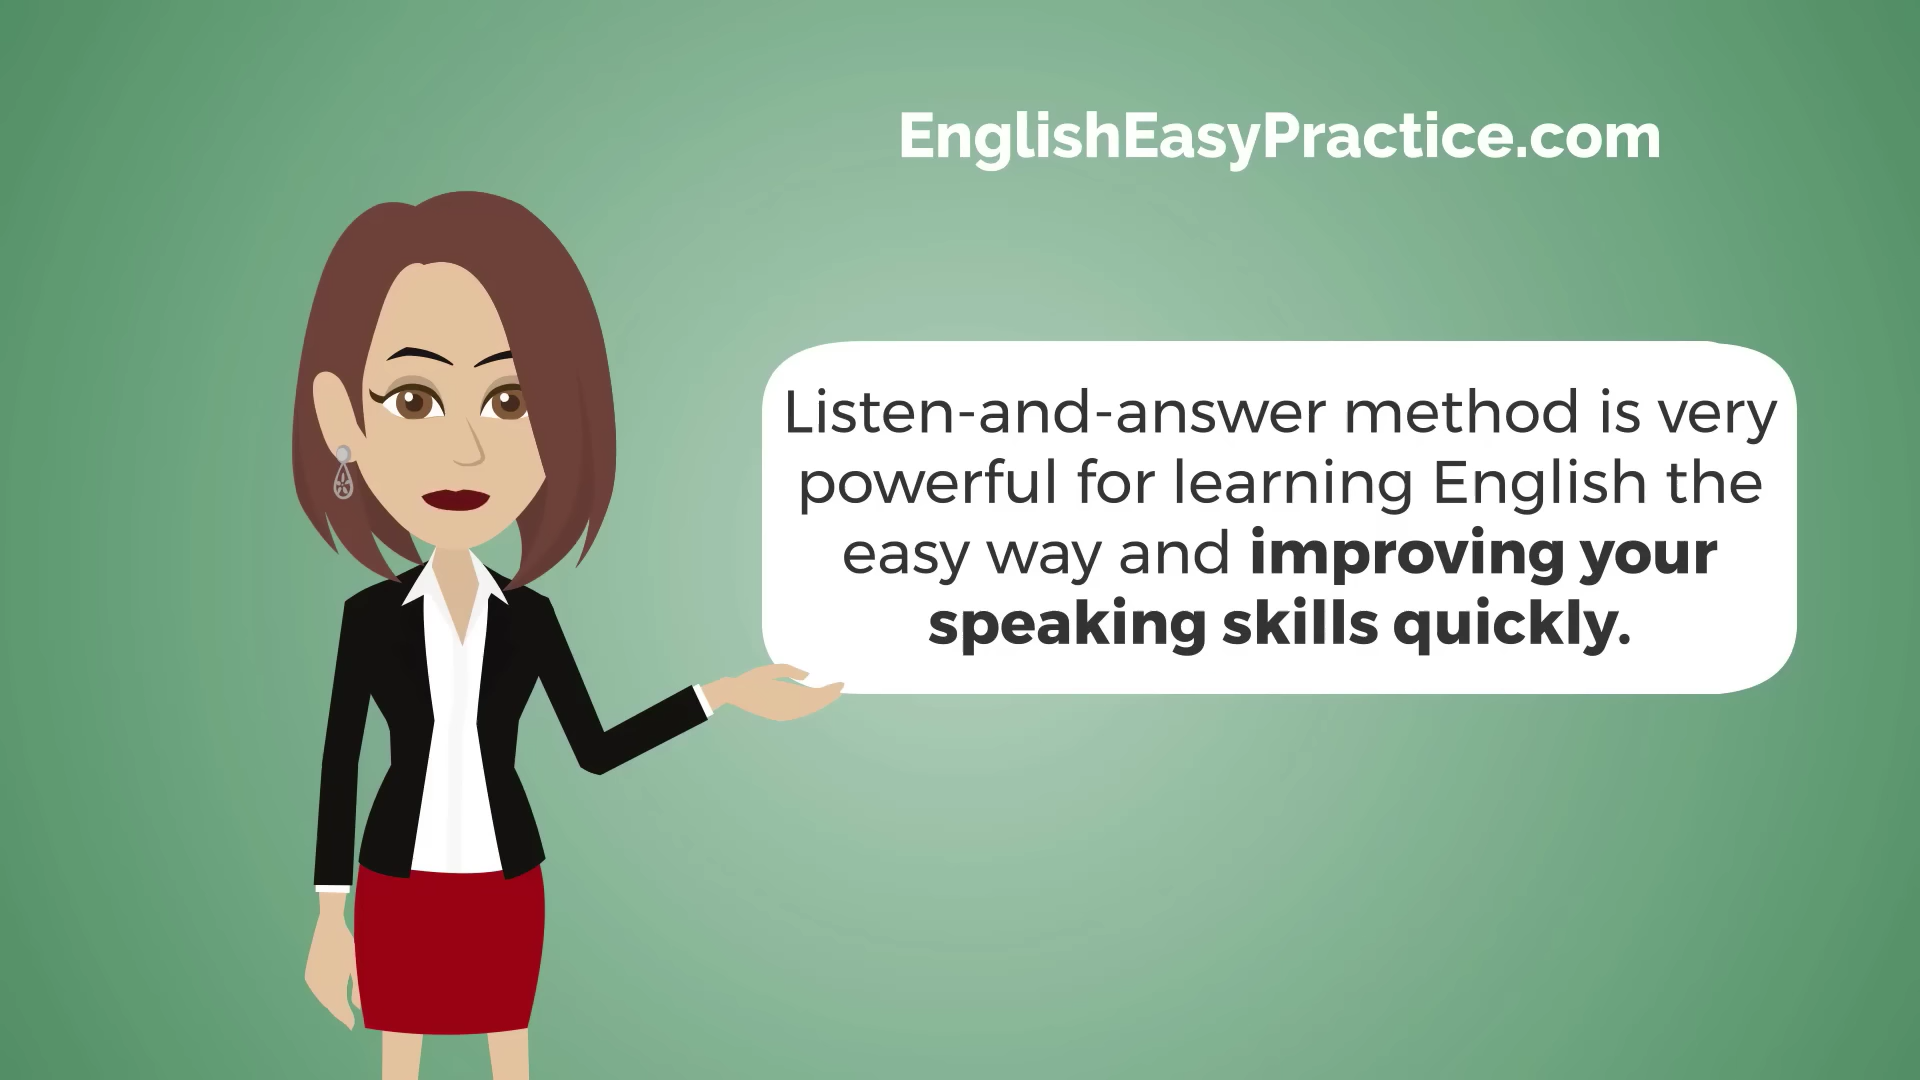 EnglishEasyPractice.com
Listen-and-answer method is very
powerful for learning English the
easy way and improving your
speaking skills quickly.